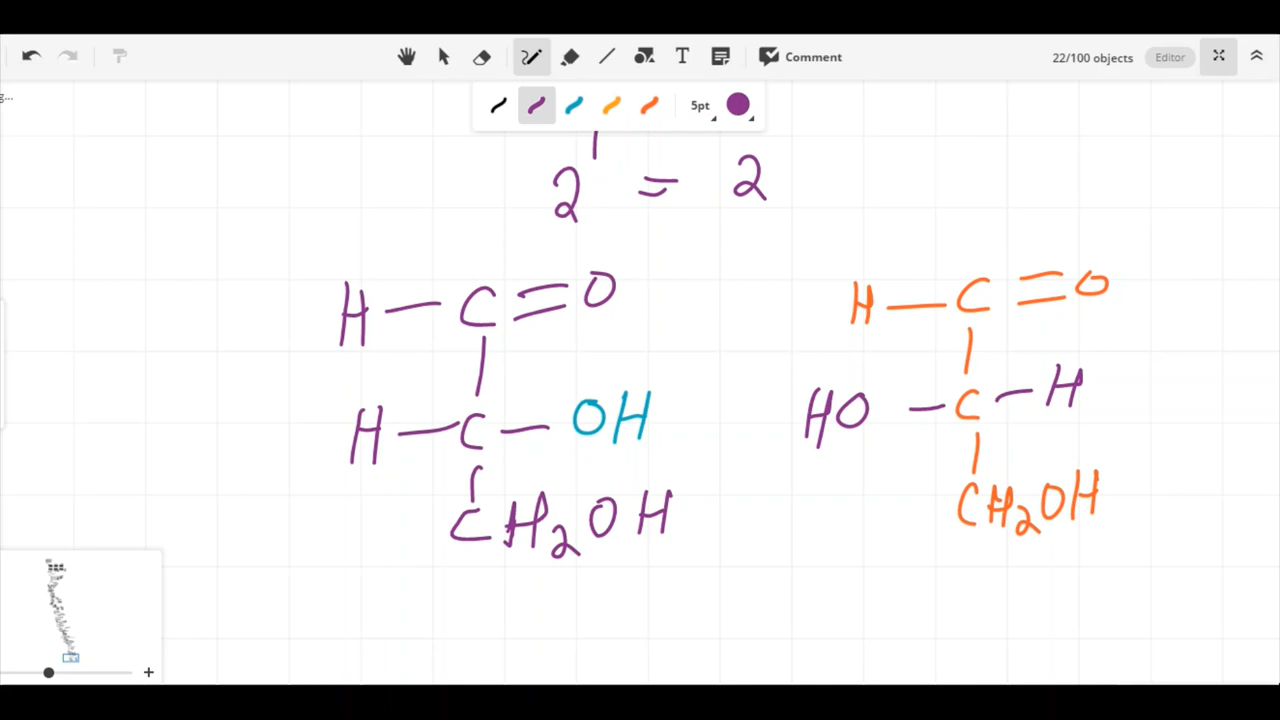 Comment
22/100 objects
Editor
g...
5pt
2¹ = 2
H — C = O
H — C — OH
CH₂OH
H — C = O
HO — C — H
CH₂OH